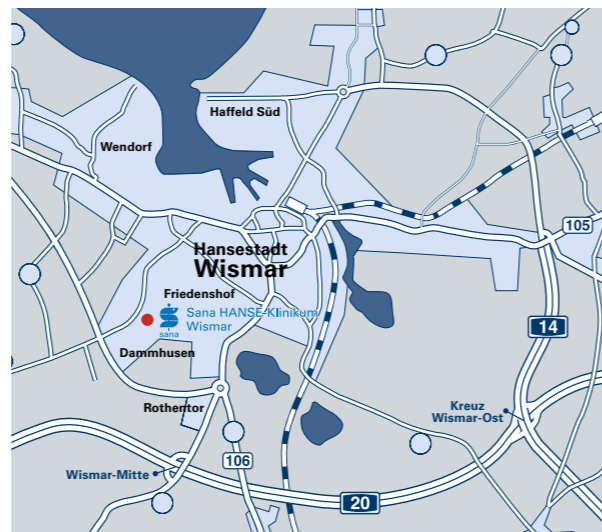 Haffeld Süd
Wendorf
105
Hansestadt
Wismar
Friedenshof
Sana HANSE-Klinikum
Wismar
sana
14
Dammhusen
Rothentor
Kreuz
Wismar-Ost
106
Wismar-Mitte
20